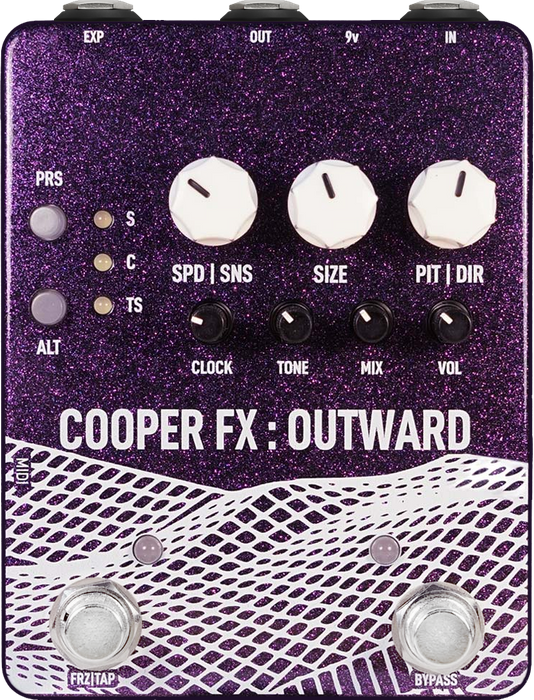 EXP OUT 9v IN
PRS
S
C
TS
ALT
SPD | SNS SIZE PIT | DIR
CLOCK TONE MIX VOL
COOPER FX : OUTWARD
MIDI
FRZ|TAP BYPASS